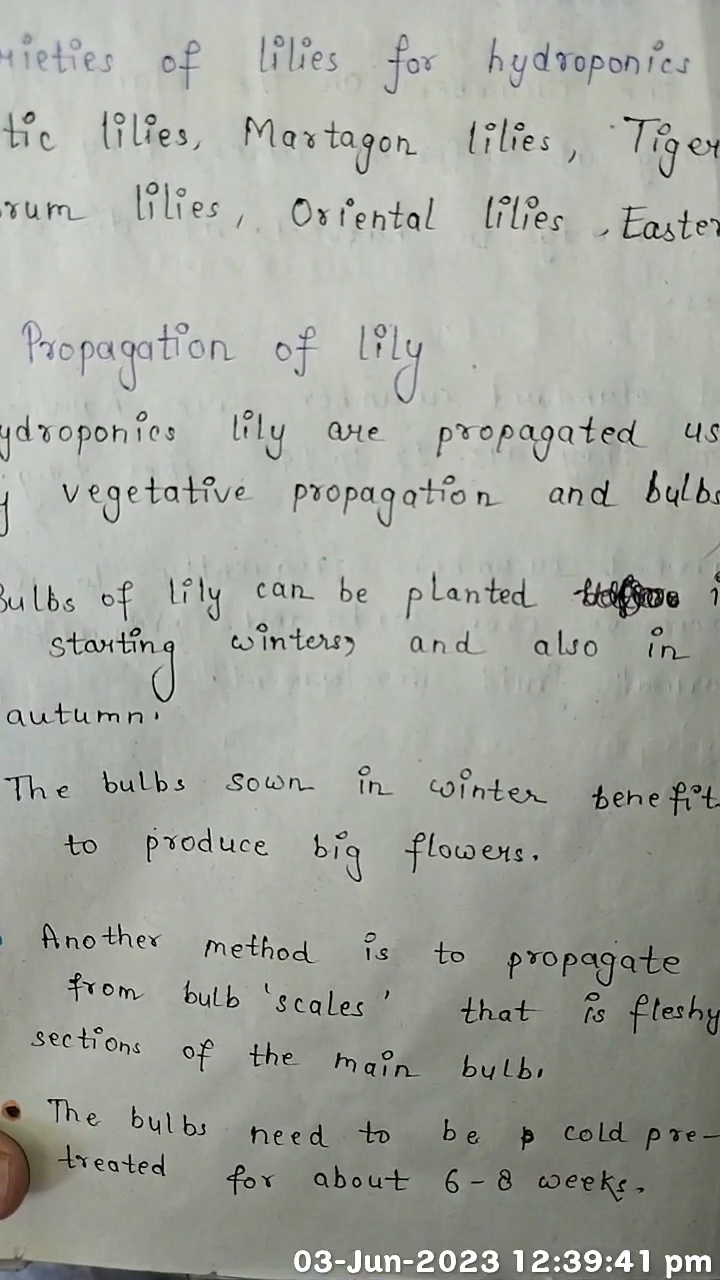 rieties of lilies for hydroponics
tic lilies, Martagon lilies, Tiger
rum lilies, Oriental lilies, Easter
Propagation of lily
ydroponics lily are propagated us
y vegetative propagation and bulbs
Bulbs of lily can be planted i
starting winters, and also in
autumn.
The bulbs sown in winter benefit
to produce big flowers.
Another method is to propagate
from bulb 'scales' that is fleshy
sections of the main bulb.
• The bulbs need to be cold pre-
treated for about 6-8 weeks.
03-Jun-2023 12:39:41 pm